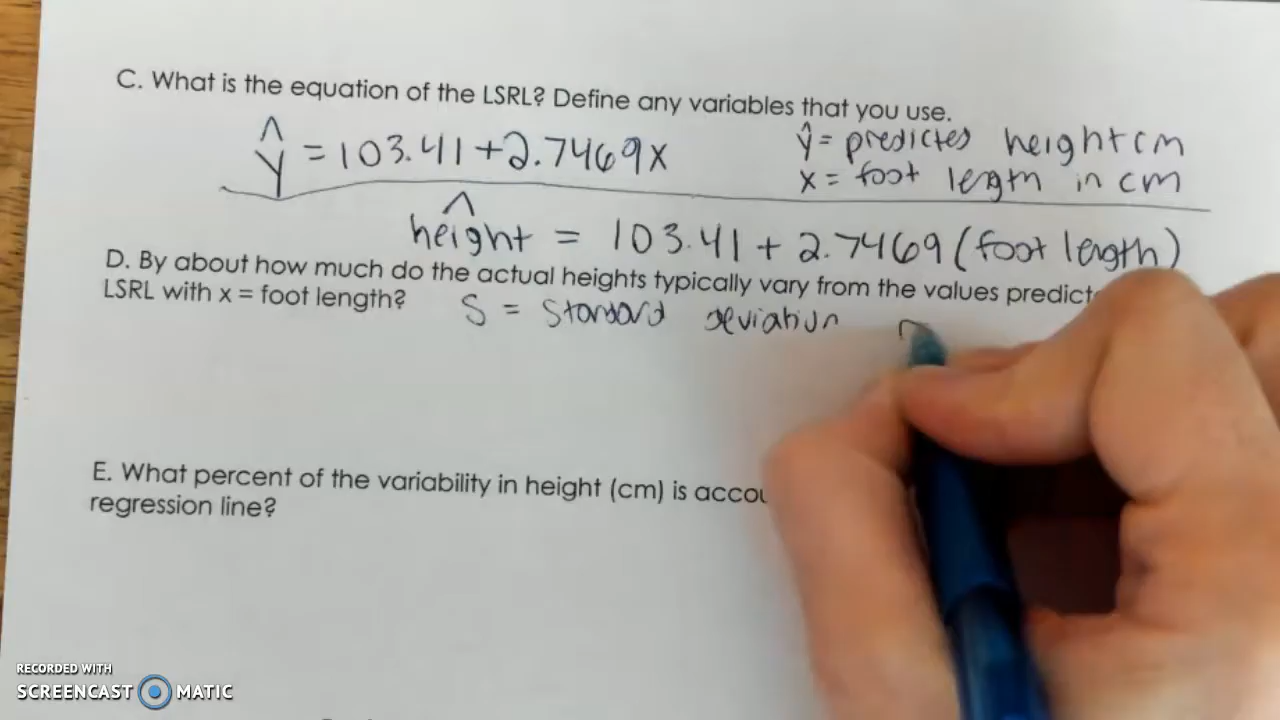 C. What is the equation of the LSRL? Define any variables that you use.
ŷ = 103.41 + 2.7469x
ŷ = predictes height cm
x = foot length in cm
height^ = 103.41 + 2.7469 (foot length)
D. By about how much do the actual heights typically vary from the values predict
LSRL with x = foot length?
S = Standard deviation
E. What percent of the variability in height (cm) is accou
regression line?
RECORDED WITH
SCREENCAST MATIC